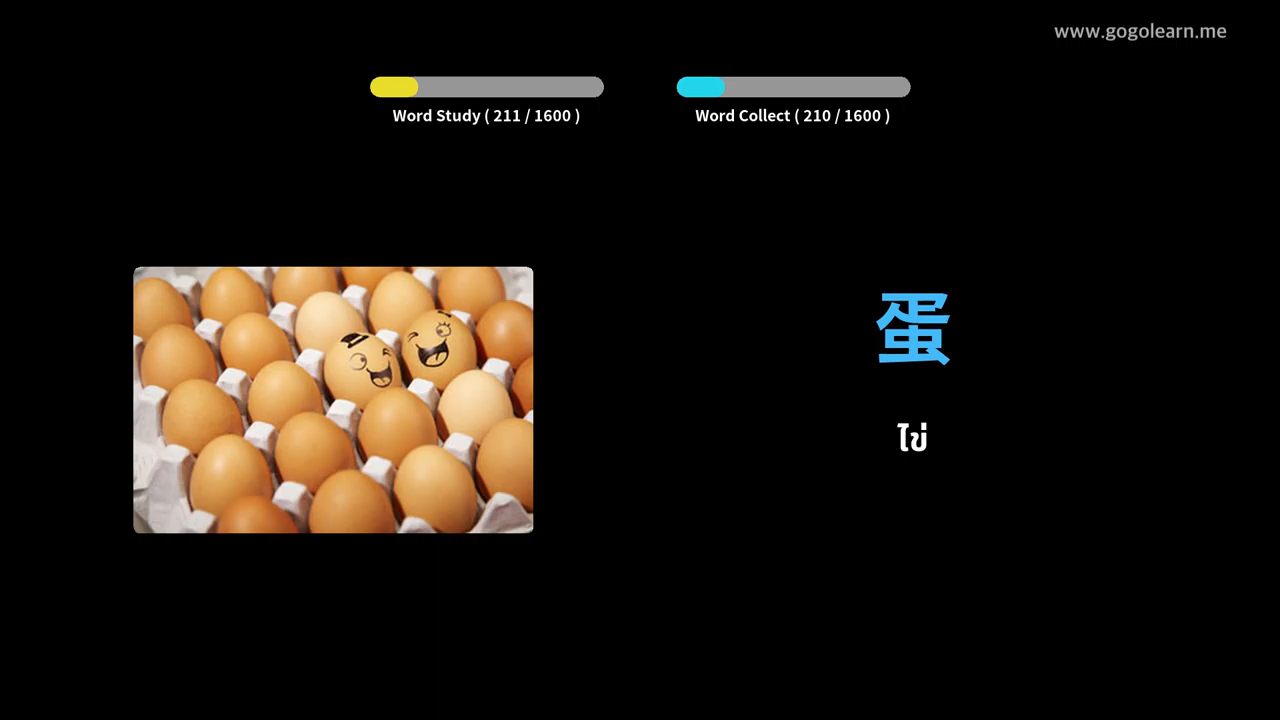 www.gogolearn.me
Word Study ( 211 / 1600 )
Word Collect ( 210 / 1600 )
蛋
ไข่